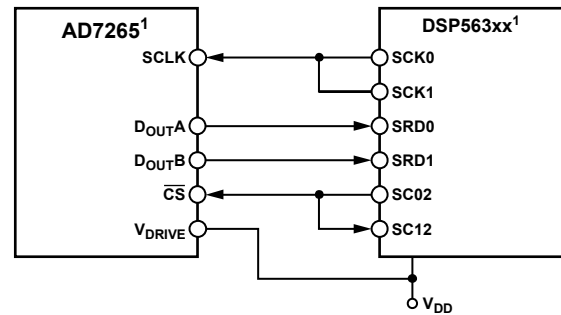 AD7265¹
DSP563xx¹
SCLK
SCK0
SCK1
DOUTA
SRD0
DOUTB
SRD1
CS
SC02
VDRIVE
SC12
VDD